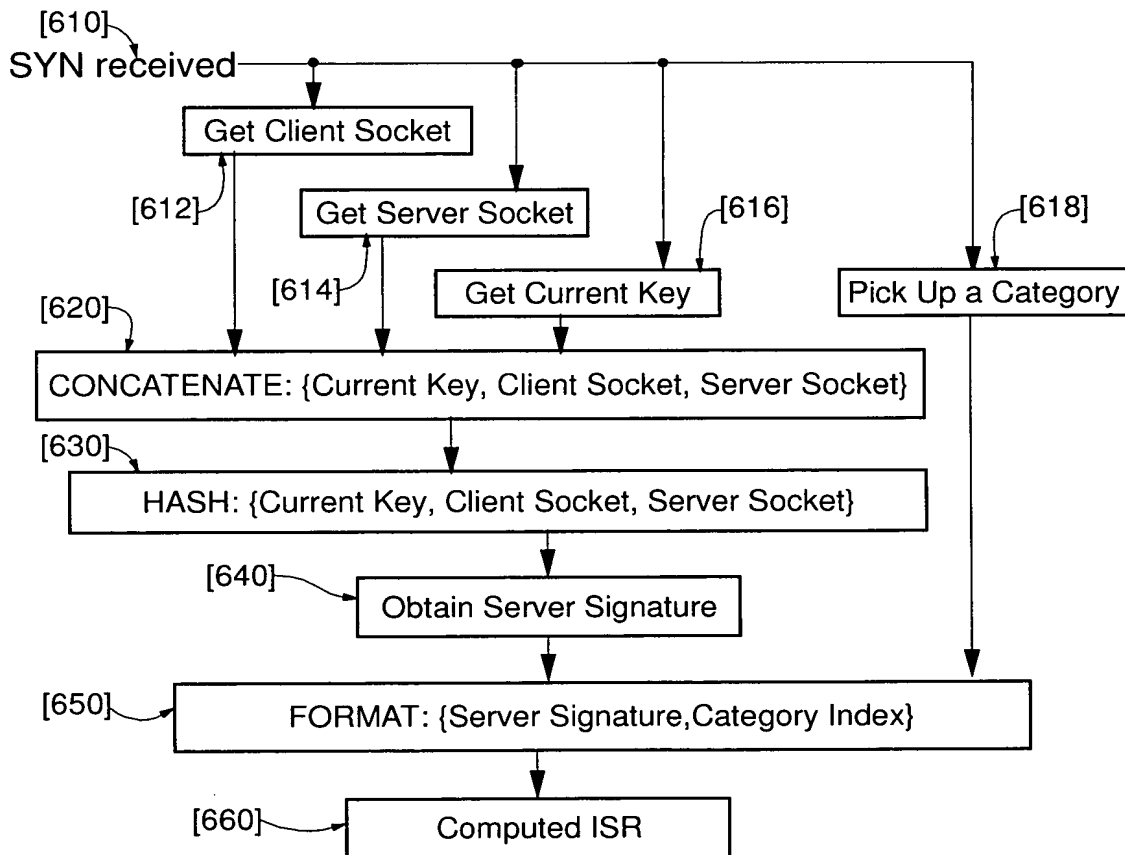 [610]
SYN received
Get Client Socket
[612]
Get Server Socket
[616]
[618]
[614]
Get Current Key
Pick Up a Category
[620]
CONCATENATE: {Current Key, Client Socket, Server Socket}
[630]
HASH: {Current Key, Client Socket, Server Socket}
[640]
Obtain Server Signature
[650]
FORMAT: {Server Signature,Category Index}
[660]
Computed ISR